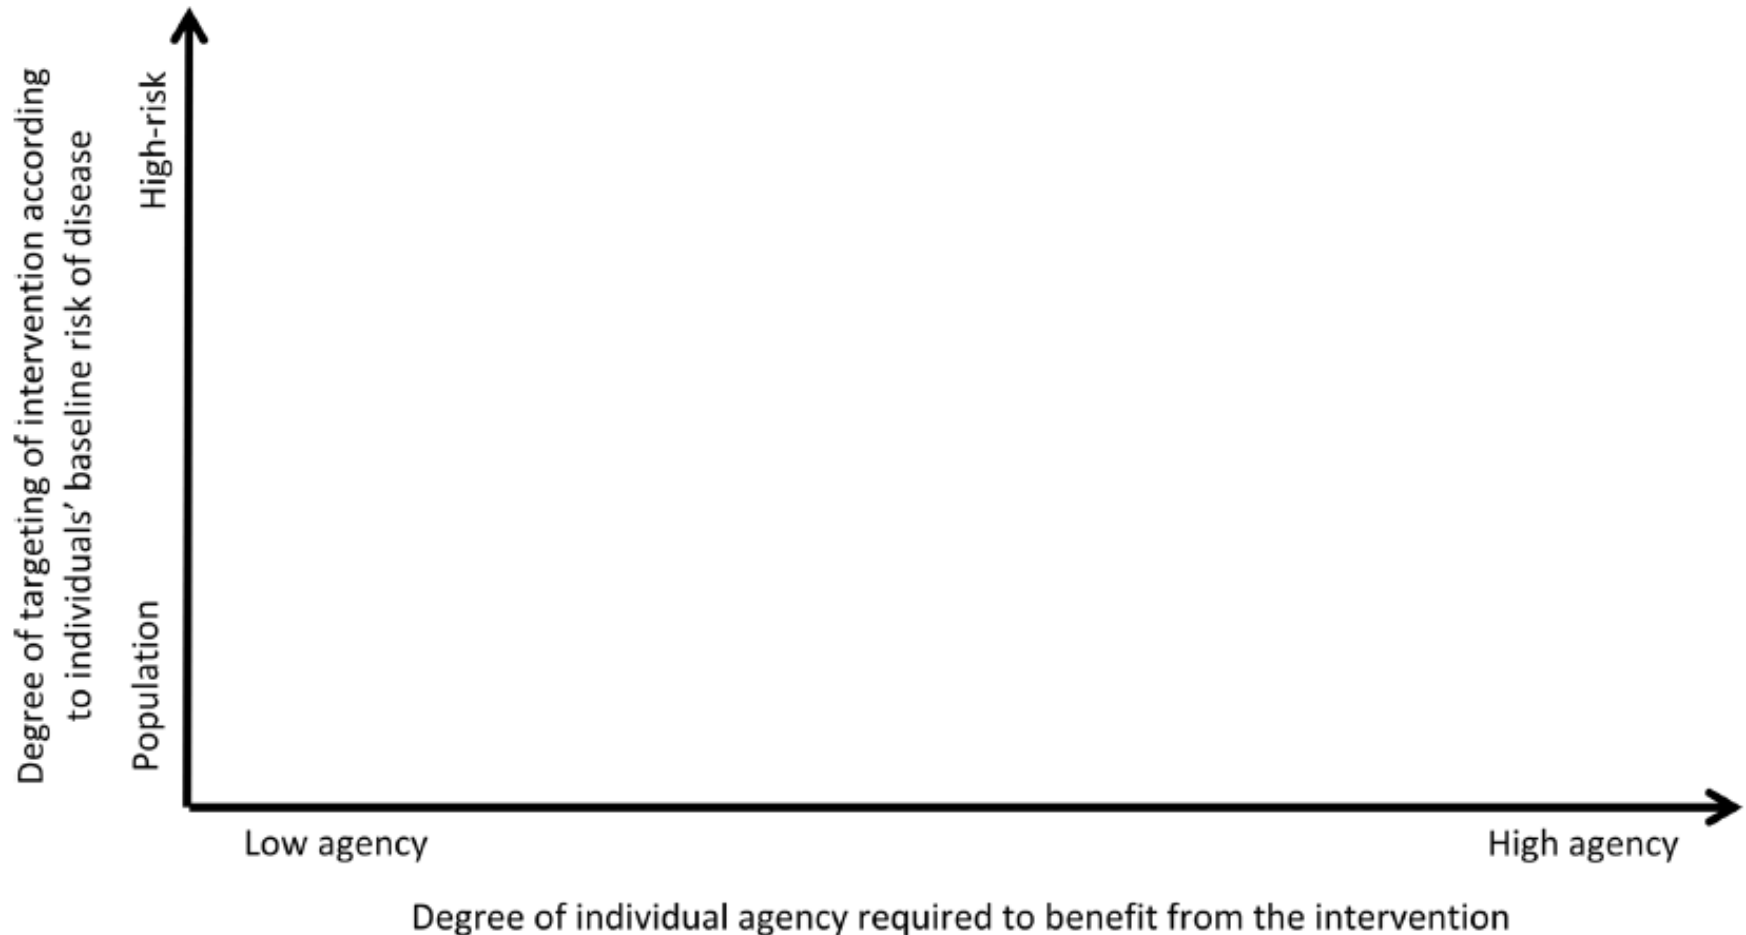 Degree of targeting of intervention according
to individuals’ baseline risk of disease
High-risk
Population
Low agency
High agency
Degree of individual agency required to benefit from the intervention